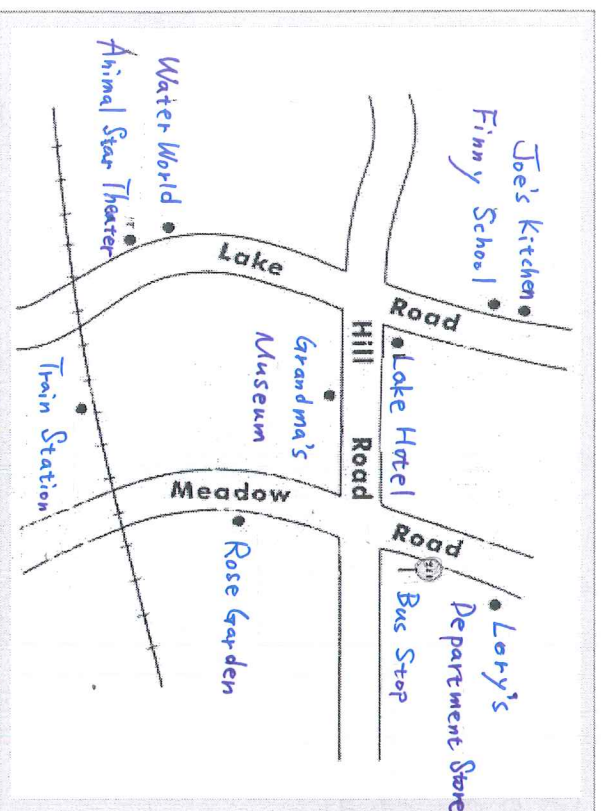 Joe's Kitchen
Finny School
Lory's
Department Store
Road
Road
Lake Hotel
Bus Stop
Hill Road
Grandma's
Museum
Lake
Meadow
Rose Garden
Water World
Animal Star Theater
Train Station